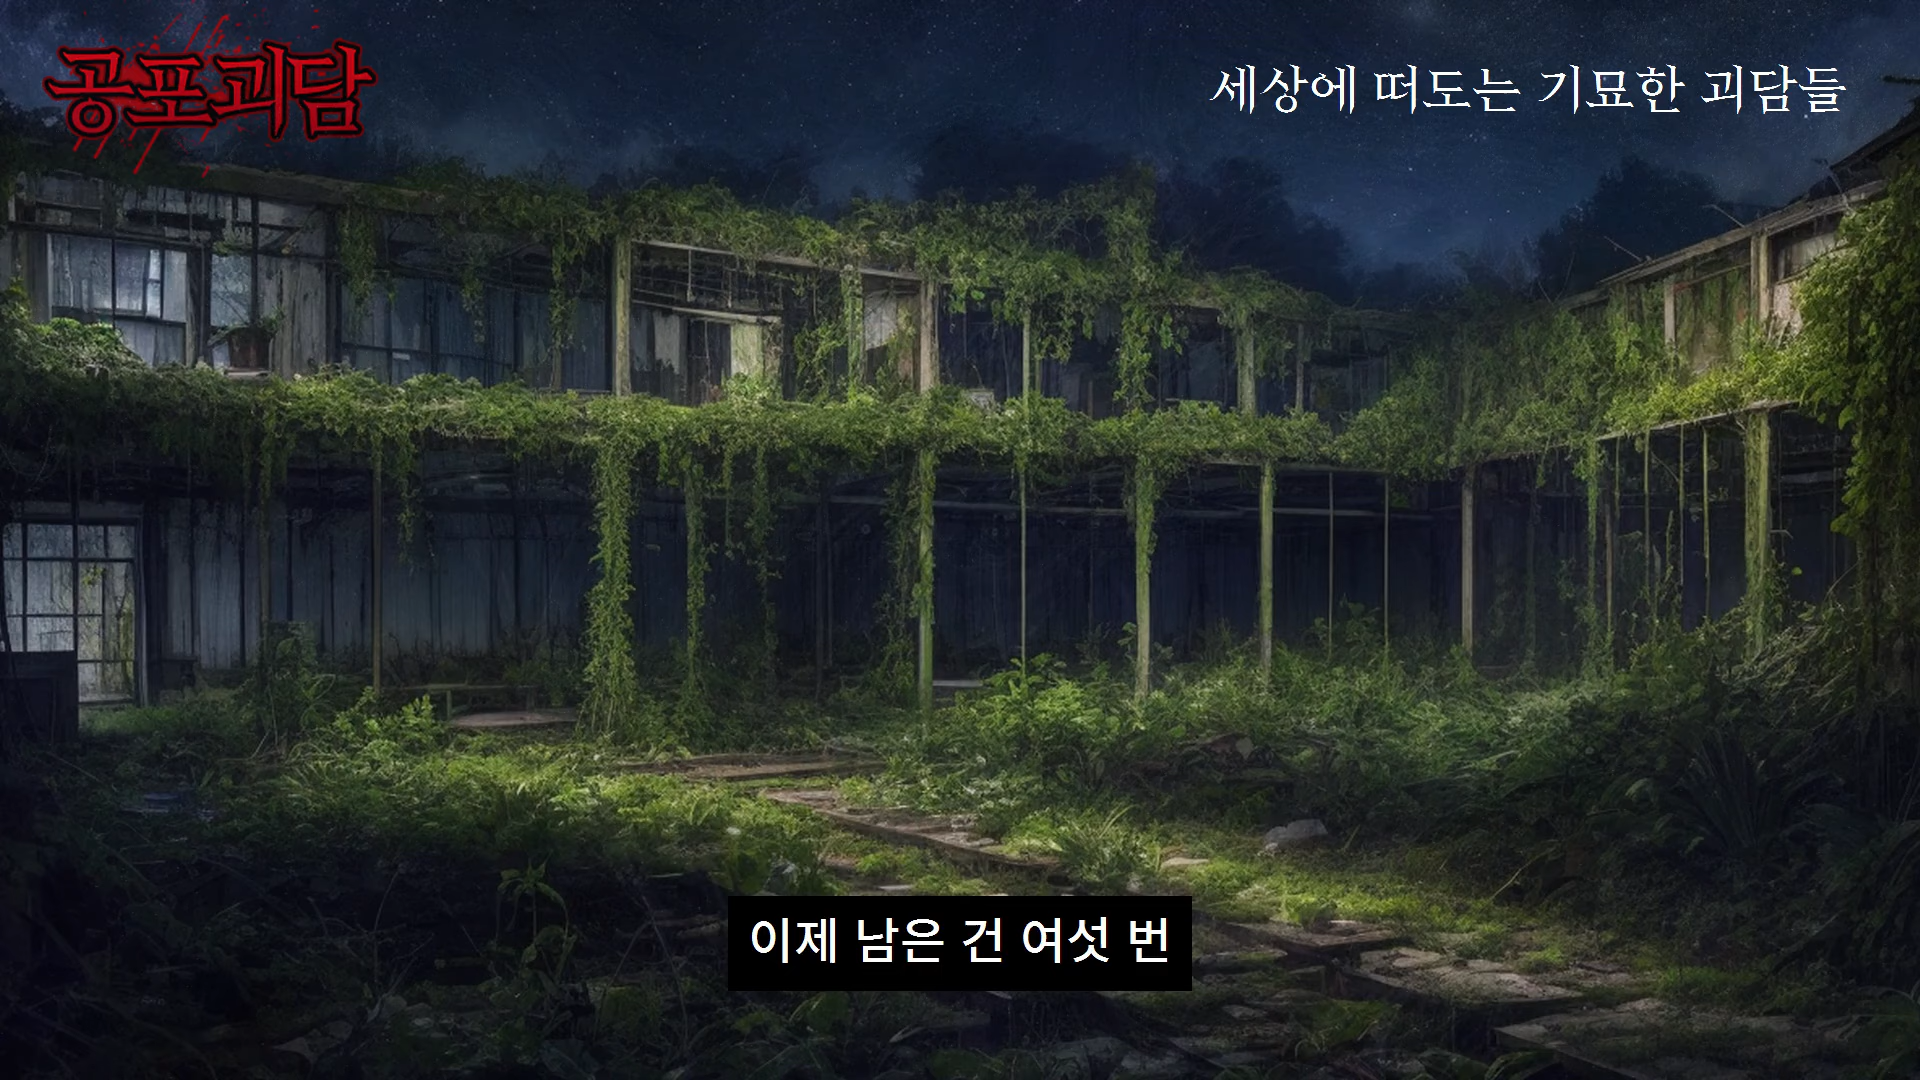 공포괴담
세상에 떠도는 기묘한 괴담들
이제 남은 건 여섯 번